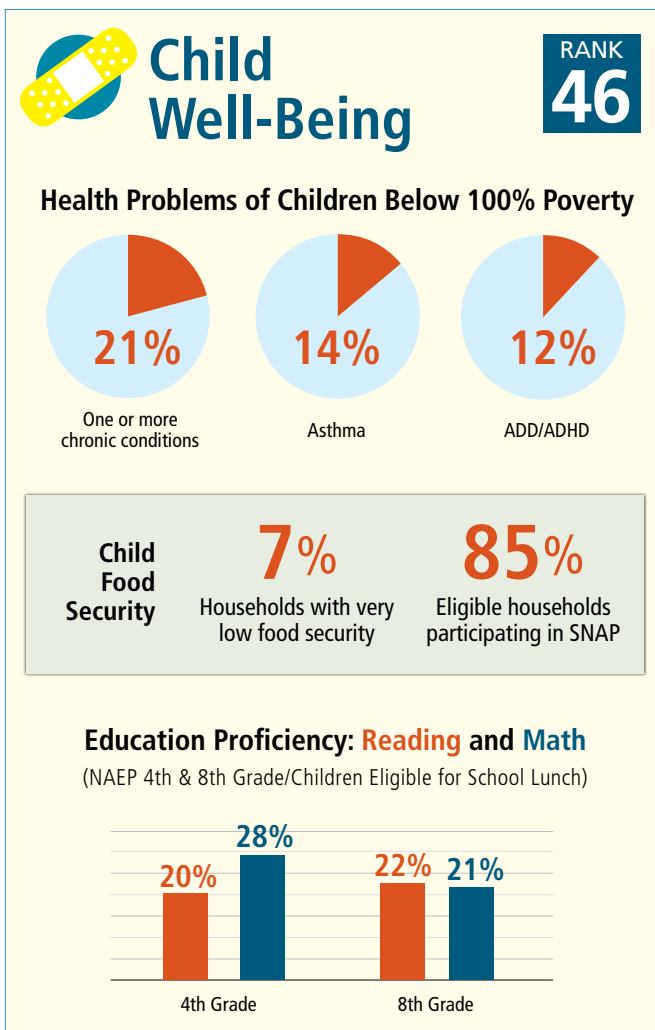 Child
Well-Being
RANK
46
Health Problems of Children Below 100% Poverty
21%
14%
12%
One or more
chronic conditions
Asthma
ADD/ADHD
Child
Food
Security
7%
Households with very
low food security
85%
Eligible households
participating in SNAP
Education Proficiency: Reading and Math
(NAEP 4th & 8th Grade/Children Eligible for School Lunch)
20%
28%
22%
21%
4th Grade
8th Grade